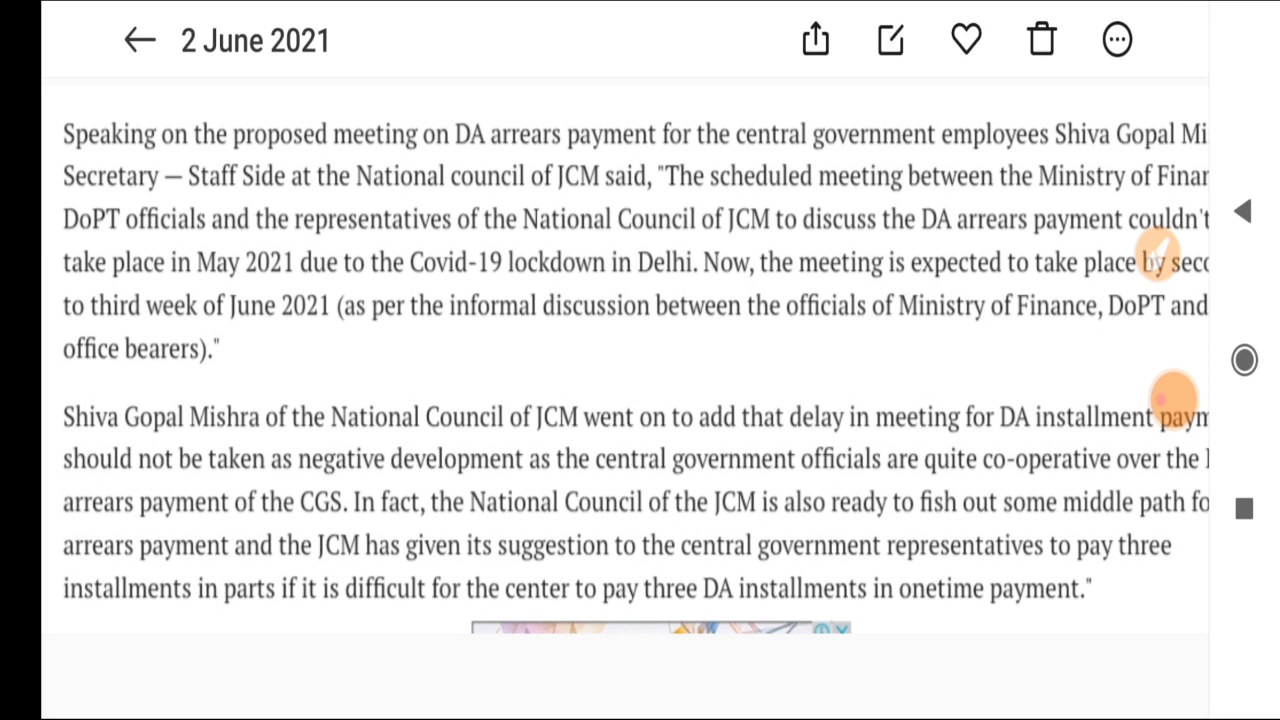 2 June 2021
Speaking on the proposed meeting on DA arrears payment for the central government employees Shiva Gopal Mi
Secretary — Staff Side at the National council of JCM said, "The scheduled meeting between the Ministry of Finan
DoPT officials and the representatives of the National Council of JCM to discuss the DA arrears payment couldn't
take place in May 2021 due to the Covid-19 lockdown in Delhi. Now, the meeting is expected to take place by seco
to third week of June 2021 (as per the informal discussion between the officials of Ministry of Finance, DoPT and
office bearers)."
Shiva Gopal Mishra of the National Council of JCM went on to add that delay in meeting for DA installment paym
should not be taken as negative development as the central government officials are quite co-operative over the
arrears payment of the CGS. In fact, the National Council of the JCM is also ready to fish out some middle path fo
arrears payment and the JCM has given its suggestion to the central government representatives to pay three
installments in parts if it is difficult for the center to pay three DA installments in onetime payment."